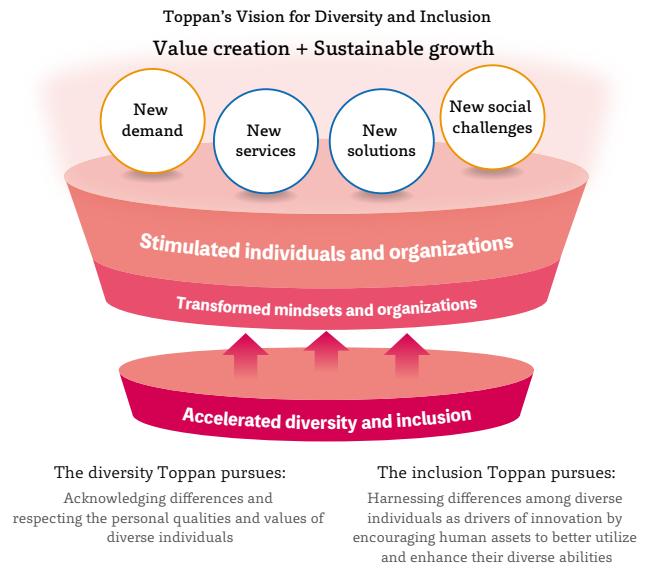 Toppan’s Vision for Diversity and Inclusion
Value creation + Sustainable growth
New
demand
New
services
New
solutions
New social
challenges
Stimulated individuals and organizations
Transformed mindsets and organizations
Accelerated diversity and inclusion
The diversity Toppan pursues:
Acknowledging differences and
respecting the personal qualities and values of
diverse individuals
The inclusion Toppan pursues:
Harnessing differences among diverse
individuals as drivers of innovation by
encouraging human assets to better utilize
and enhance their diverse abilities